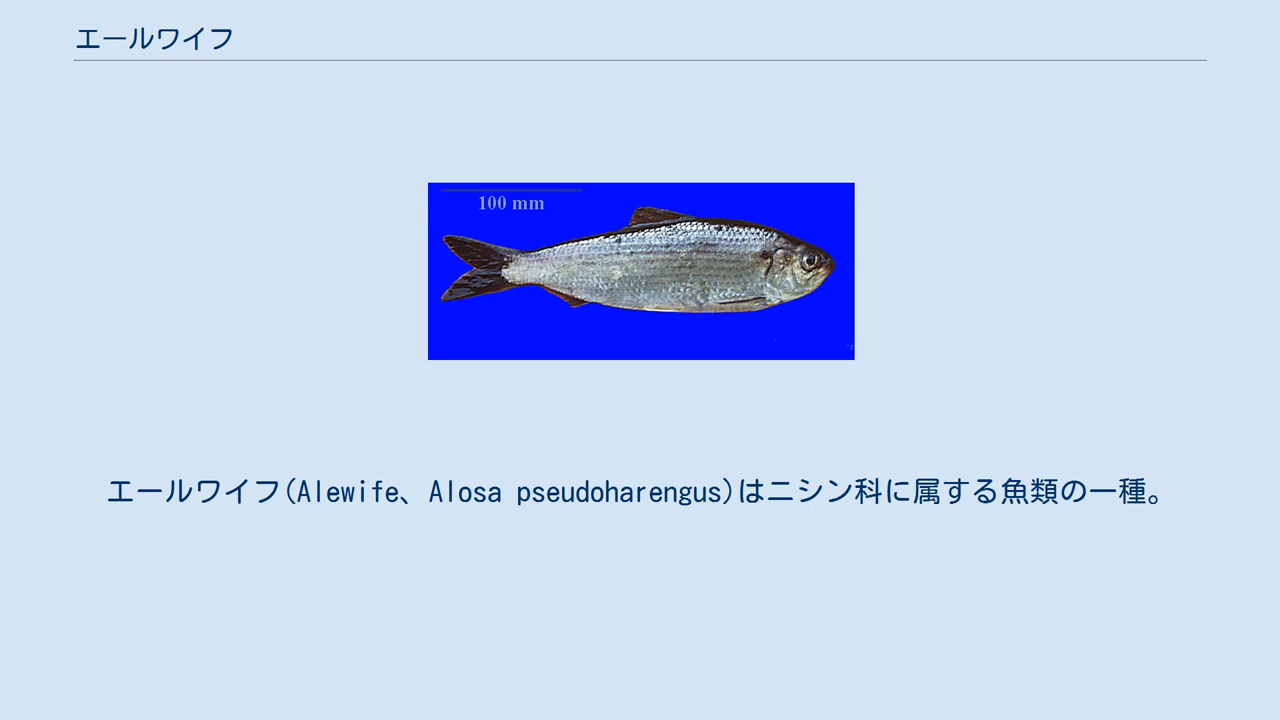 エールワイフ
100 mm
エールワイフ(Alewife、Alosa pseudoharengus)はニシン科に属する魚類の一種。